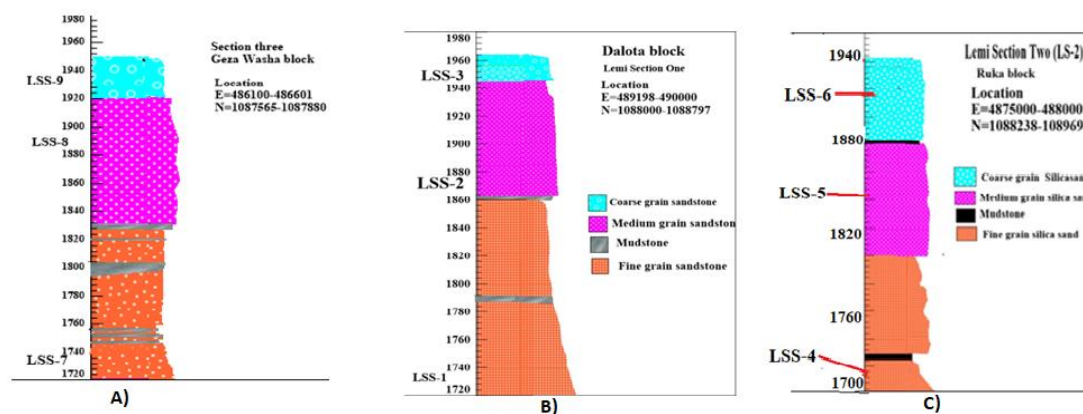 1980
1960
1940
1920
1900
1880
1860
1840
1820
1800
1780
1760
1740
1720
LSS-9
LSS-8
LSS-7
Section three
Geza Washa block
Location
E=486100-486601
N=1087565-1087880
A)
1980
1960
1940
1920
1900
1880
1860
1840
1820
1800
1780
1760
1740
1720
LSS-3
LSS-2
LSS-1
Dalota block
Lemi Section One
Location
E=489198-490000
N=1088000-1088797
Coarse grain sandstone
Medium grain sandston
Mudstone
Fine grain sandstone
B)
1940
1880
1820
1760
1700
LSS-6
LSS-5
LSS-4
Lemi Section Two (LS-2)
Ruka block
Location
E=4875000-488000
N=1088238-108969
Coarse grain Silicasan
Medium grain silica san
Mudstone
Fine grain silica sand
C)